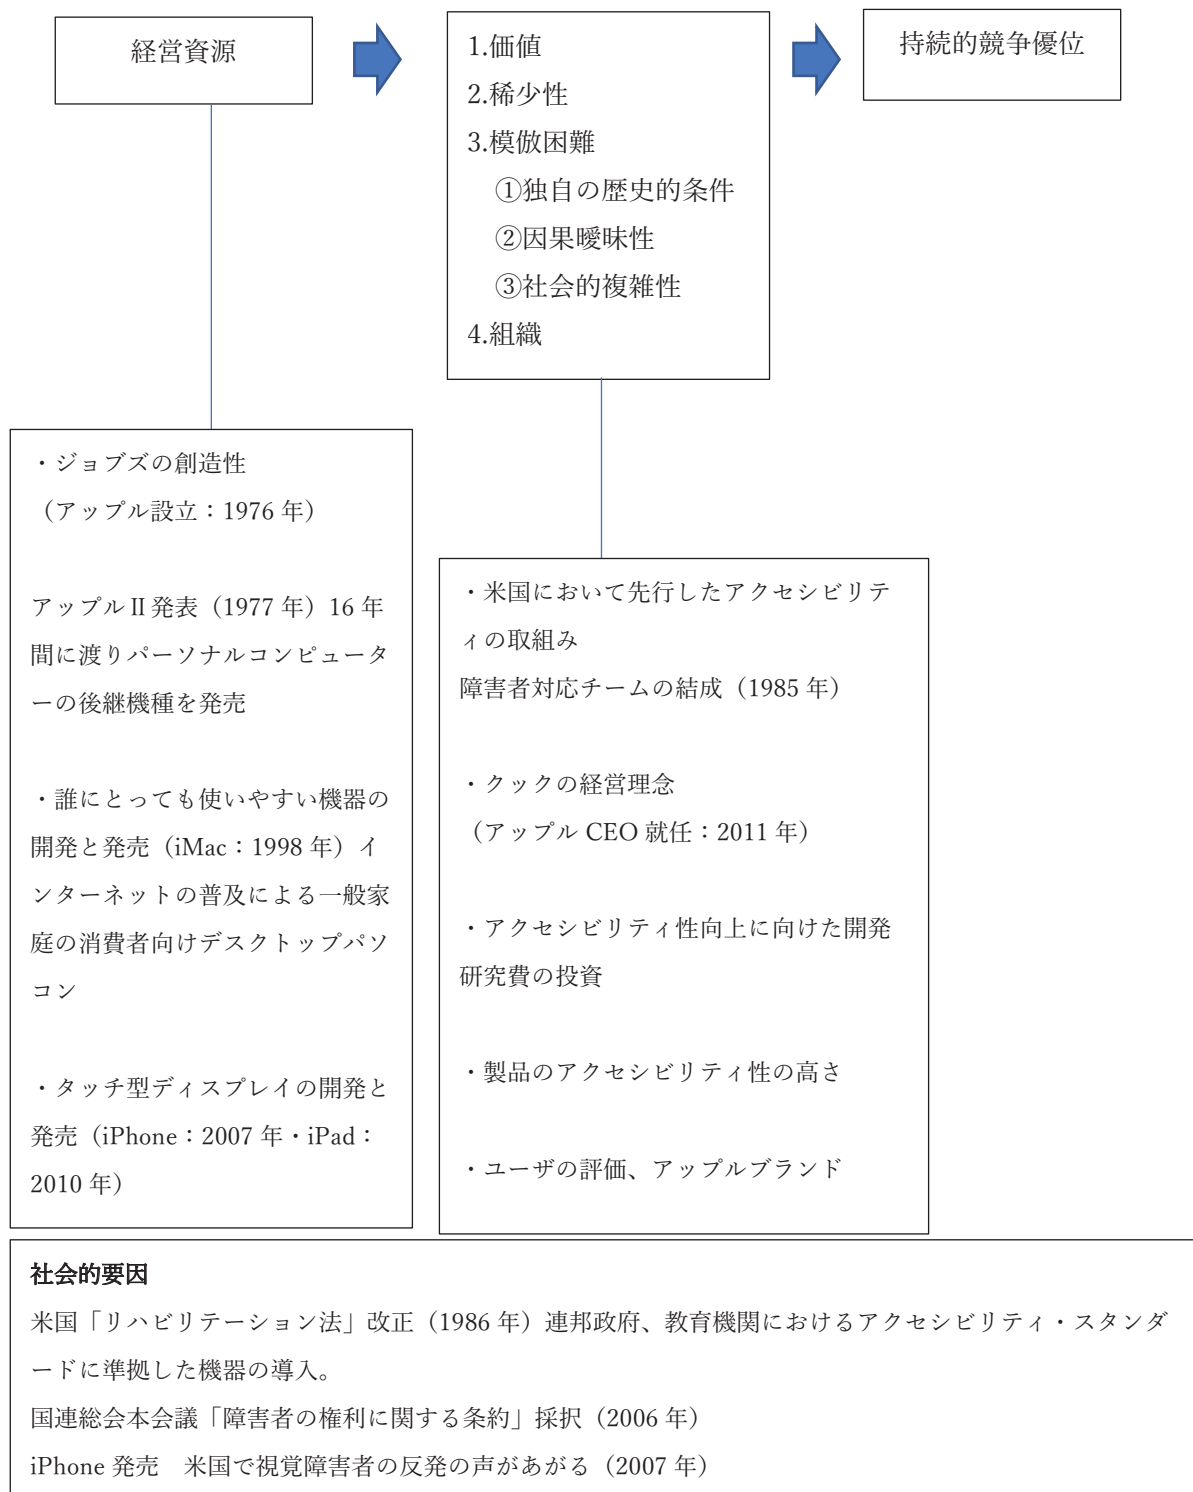 経営資源
1.価値
2.稀少性
3.模倣困難
①独自の歴史的条件
②因果曖昧性
③社会的複雑性
4.組織
持続的競争優位
・ジョブズの創造性
（アップル設立：1976 年）
アップルⅡ発表（1977 年）16 年
間に渡りパーソナルコンピュータ
ーの後継機種を発売
・誰にとっても使いやすい機器の
開発と発売（iMac：1998 年）イ
ンターネットの普及による一般家
庭の消費者向けデスクトップパソ
コン
・タッチ型ディスプレイの開発と
発売（iPhone：2007 年・iPad：
2010 年）
・米国において先行したアクセシビリテ
ィの取組み
障害者対応チームの結成（1985 年）
・クックの経営理念
（アップル CEO 就任：2011 年）
・アクセシビリティ性向上に向けた開発
研究費の投資
・製品のアクセシビリティ性の高さ
・ユーザの評価、アップルブランド
社会的要因
米国「リハビリテーション法」改正（1986 年）連邦政府、教育機関におけるアクセシビリティ・スタンダ
ードに準拠した機器の導入。
国連総会本会議「障害者の権利に関する条約」採択（2006 年）
iPhone 発売　米国で視覚障害者の反発の声があがる（2007 年）